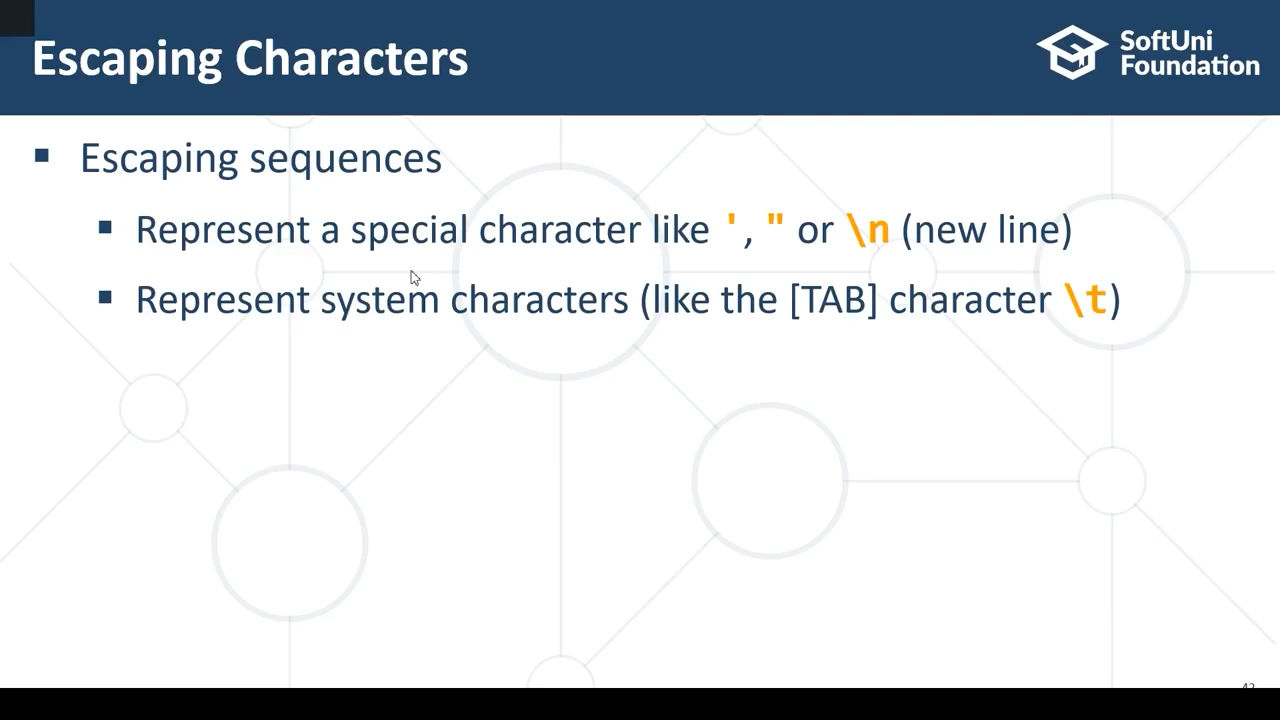 Escaping Characters
SoftUni
Foundation
▪ Escaping sequences
▪ Represent a special character like ', " or \n (new line)
▪ Represent system characters (like the [TAB] character \t)